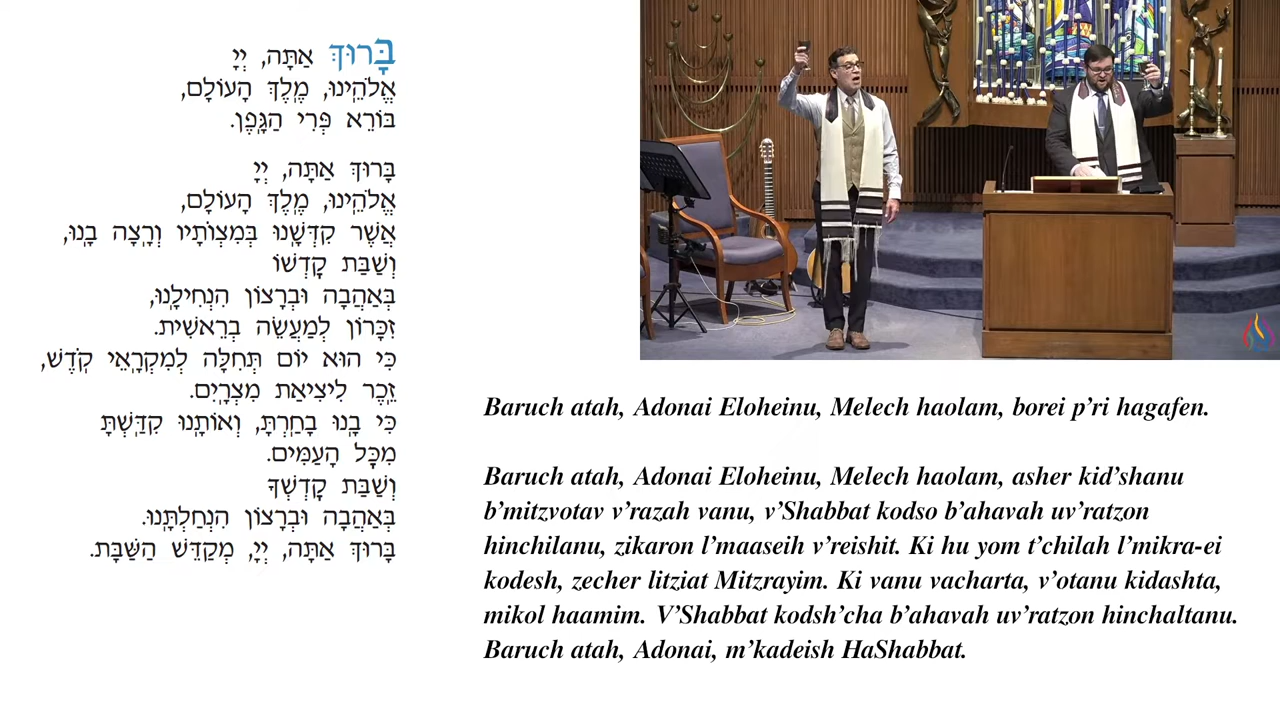 בָּרוּךְ אַתָּה, יְיָ
אֱלֹהֵֽינוּ, מֶֽלֶךְ הָעוֹלָם,
בּוֹרֵא פְּרִי הַגָּֽפֶן.
בָּרוּךְ אַתָּה, יְיָ
אֱלֹהֵֽינוּ, מֶֽלֶךְ הָעוֹלָם,
אֲשֶׁר קִדְּשָֽׁנוּ בְּמִצְוֹתָיו וְרָֽצָה בָֽנוּ,
וְשַׁבַּת קָדְשׁוֹ
בְּאַהֲבָה וּבְרָצוֹן הִנְחִילָֽנוּ,
זִכָּרוֹן לְמַעֲשֵׂה בְרֵאשִׁית.
כִּי הוּא יוֹם תְּחִלָּה לְמִקְרָֽאֵי קֹֽדֶשׁ,
זֵֽכֶר לִיצִיאַת מִצְרָֽיִם.
כִּי בָֽנוּ בָחַֽרְתָּ, וְאוֹתָֽנוּ קִדַּֽשְׁתָּ
מִכָּל הָעַמִּים.
וְשַׁבַּת קָדְשְׁךָ
בְּאַהֲבָה וּבְרָצוֹן הִנְחַלְתָּֽנוּ.
בָּרוּךְ אַתָּה, יְיָ, מְקַדֵּשׁ הַשַּׁבָּת.
Baruch atah, Adonai Eloheinu, Melech haolam, borei p’ri hagafen.
Baruch atah, Adonai Eloheinu, Melech haolam, asher kid’shanu
b’mitzvotav v’razah vanu, v’Shabbat kodso b’ahavah uv’ratzon
hinchilanu, zikaron l’maaseih v’reishit. Ki hu yom t’chilah l’mikra-ei
kodesh, zecher litziat Mitzrayim. Ki vanu vacharta, v’otanu kidashta,
mikol haamim. V’Shabbat kodsh’cha b’ahavah uv’ratzon hinchaltanu.
Baruch atah, Adonai, m’kadeish HaShabbat.